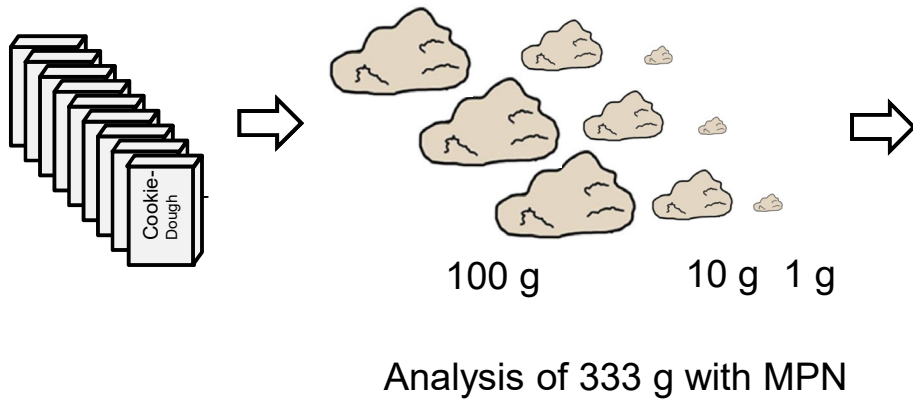 Cookie-
Dough
100 g
10 g
1 g
Analysis of 333 g with MPN